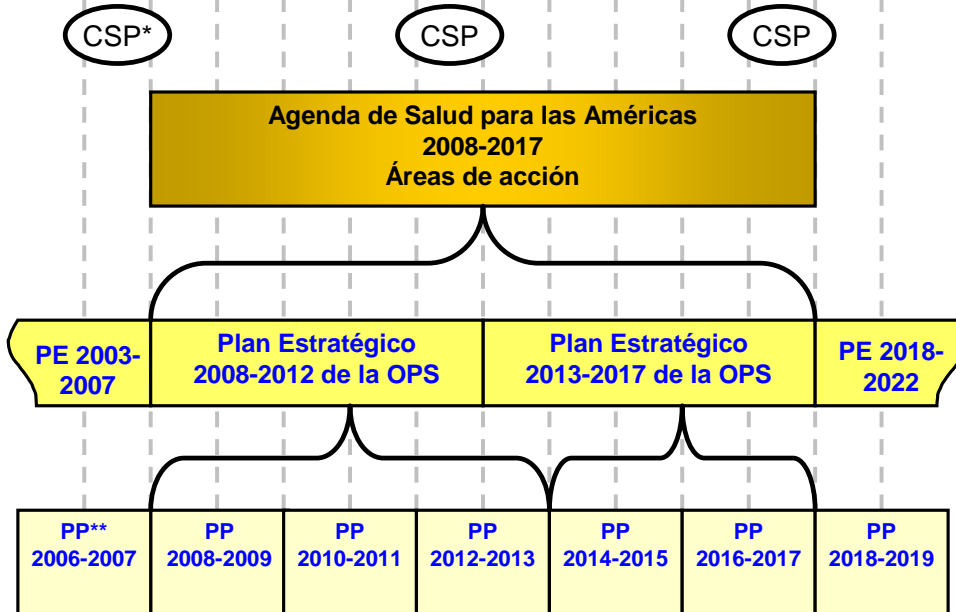 CSP*
CSP
CSP
Agenda de Salud para las Américas
2008-2017
Áreas de acción
PE 2003-
2007
Plan Estratégico
2008-2012 de la OPS
Plan Estratégico
2013-2017 de la OPS
PE 2018-
2022
PP**
2006-2007
PP
2008-2009
PP
2010-2011
PP
2012-2013
PP
2014-2015
PP
2016-2017
PP
2018-2019